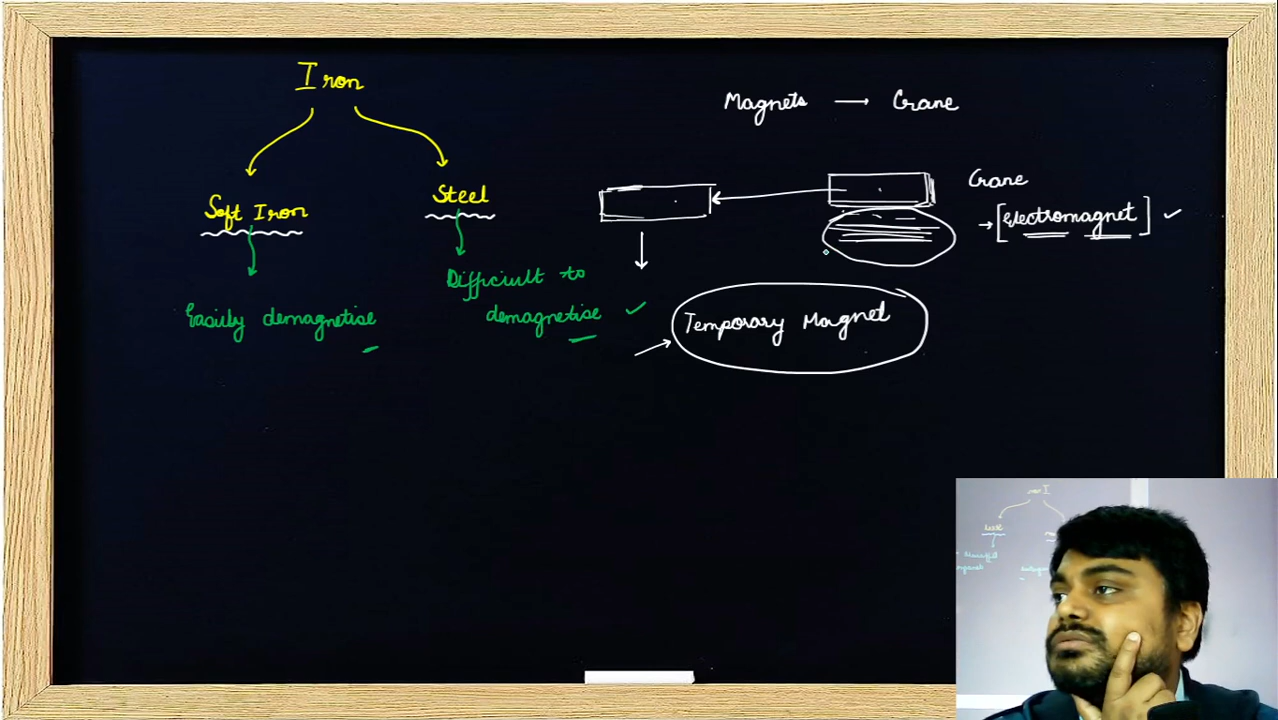 Iron
Soft Iron
Steel
Easily demagnetise
Difficult to
demagnetise
Magnets → Crane
Crane
→ [Electromagnet] ✓
Temporary Magnet